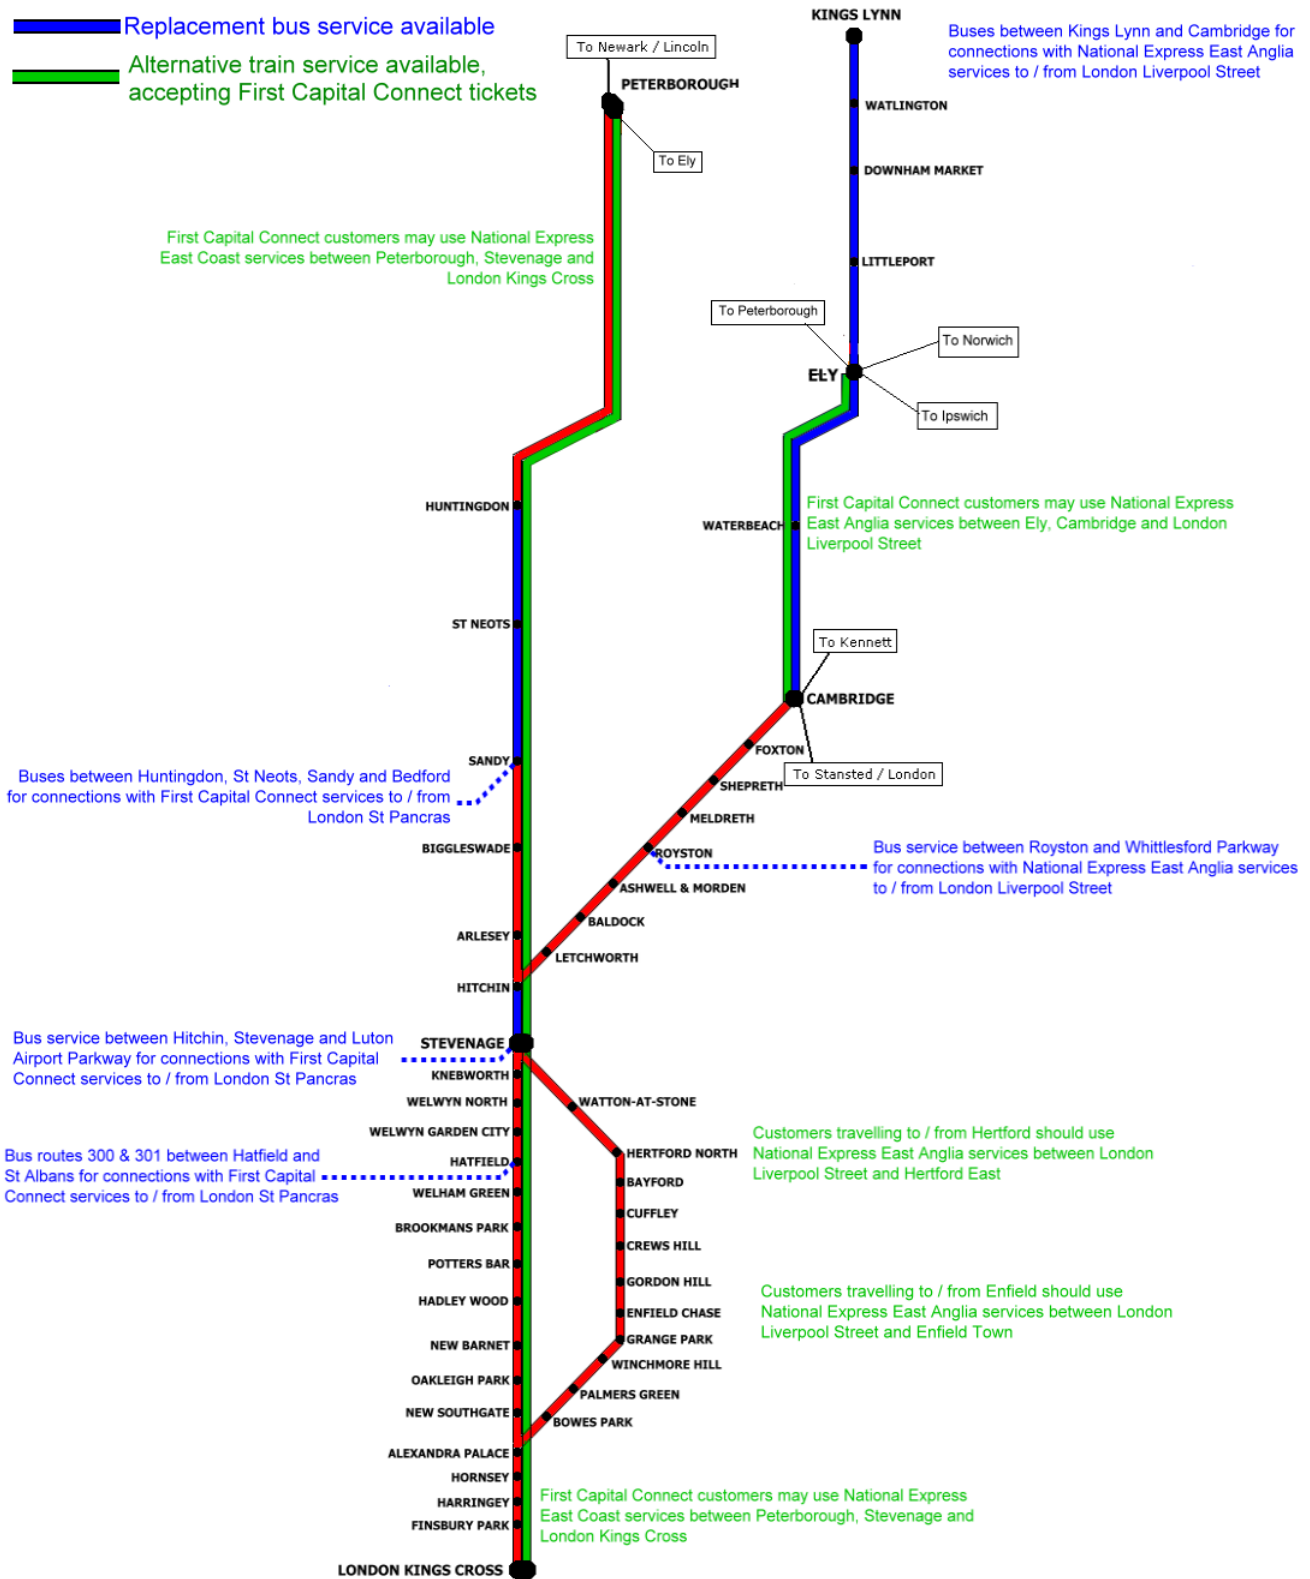 Replacement bus service available
Alternative train service available,
accepting First Capital Connect tickets
To Newark / Lincoln
PETERBOROUGH
To Ely
KINGS LYNN
Buses between Kings Lynn and Cambridge for
connections with National Express East Anglia
services to / from London Liverpool Street
WATLINGTON
DOWNHAM MARKET
LITTLEPORT
First Capital Connect customers may use National Express
East Coast services between Peterborough, Stevenage and
London Kings Cross
To Peterborough
To Norwich
ELY
To Ipswich
HUNTINGDON
First Capital Connect customers may use National Express
East Anglia services between Ely, Cambridge and London
Liverpool Street
WATERBEACH
ST NEOTS
To Kennett
CAMBRIDGE
SANDY
FOXTON
To Stansted / London
SHEPRETH
Buses between Huntingdon, St Neots, Sandy and Bedford
for connections with First Capital Connect services to / from
London St Pancras
MELDRETH
BIGGLESWADE
ROYSTON
Bus service between Royston and Whittlesford Parkway
for connections with National Express East Anglia services
to / from London Liverpool Street
ASHWELL & MORDEN
BALDOCK
ARLESEY
LETCHWORTH
HITCHIN
Bus service between Hitchin, Stevenage and Luton
Airport Parkway for connections with First Capital
Connect services to / from London St Pancras
STEVENAGE
KNEBWORTH
WELWYN NORTH
WATTON-AT-STONE
WELWYN GARDEN CITY
HERTFORD NORTH
Customers travelling to / from Hertford should use
National Express East Anglia services between London
Liverpool Street and Hertford East
Bus routes 300 & 301 between Hatfield and
St Albans for connections with First Capital
Connect services to / from London St Pancras
HATFIELD
BAYFORD
WELHAM GREEN
CUFFLEY
BROOKMANS PARK
CREWS HILL
POTTERS BAR
GORDON HILL
HADLEY WOOD
ENFIELD CHASE
Customers travelling to / from Enfield should use
National Express East Anglia services between London
Liverpool Street and Enfield Town
GRANGE PARK
NEW BARNET
WINCHMORE HILL
OAKLEIGH PARK
PALMERS GREEN
NEW SOUTHGATE
BOWES PARK
ALEXANDRA PALACE
HORNSEY
HARRINGEY
FINSBURY PARK
First Capital Connect customers may use National Express
East Coast services between Peterborough, Stevenage and
London Kings Cross
LONDON KINGS CROSS